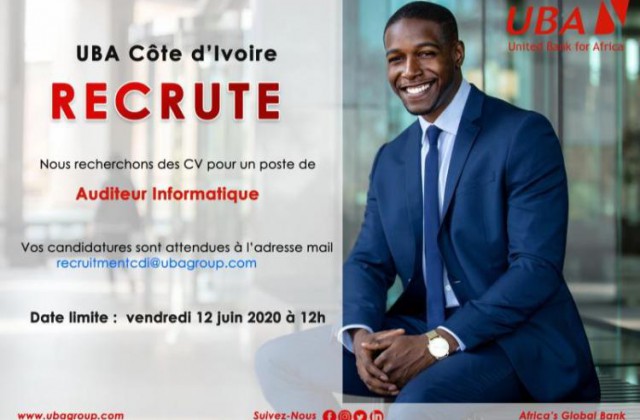 UBA
United Bank for Africa
UBA Côte d'Ivoire
RECRUTE
Nous recherchons des CV pour un poste de
Auditeur Informatique
Vos candidatures sont attendues à l'adresse mail
recruitmentcdi@ubagroup.com
Date limite : vendredi 12 juin 2020 à 12h
www.ubagroup.com
Suivez-Nous
Africa's Global Bank